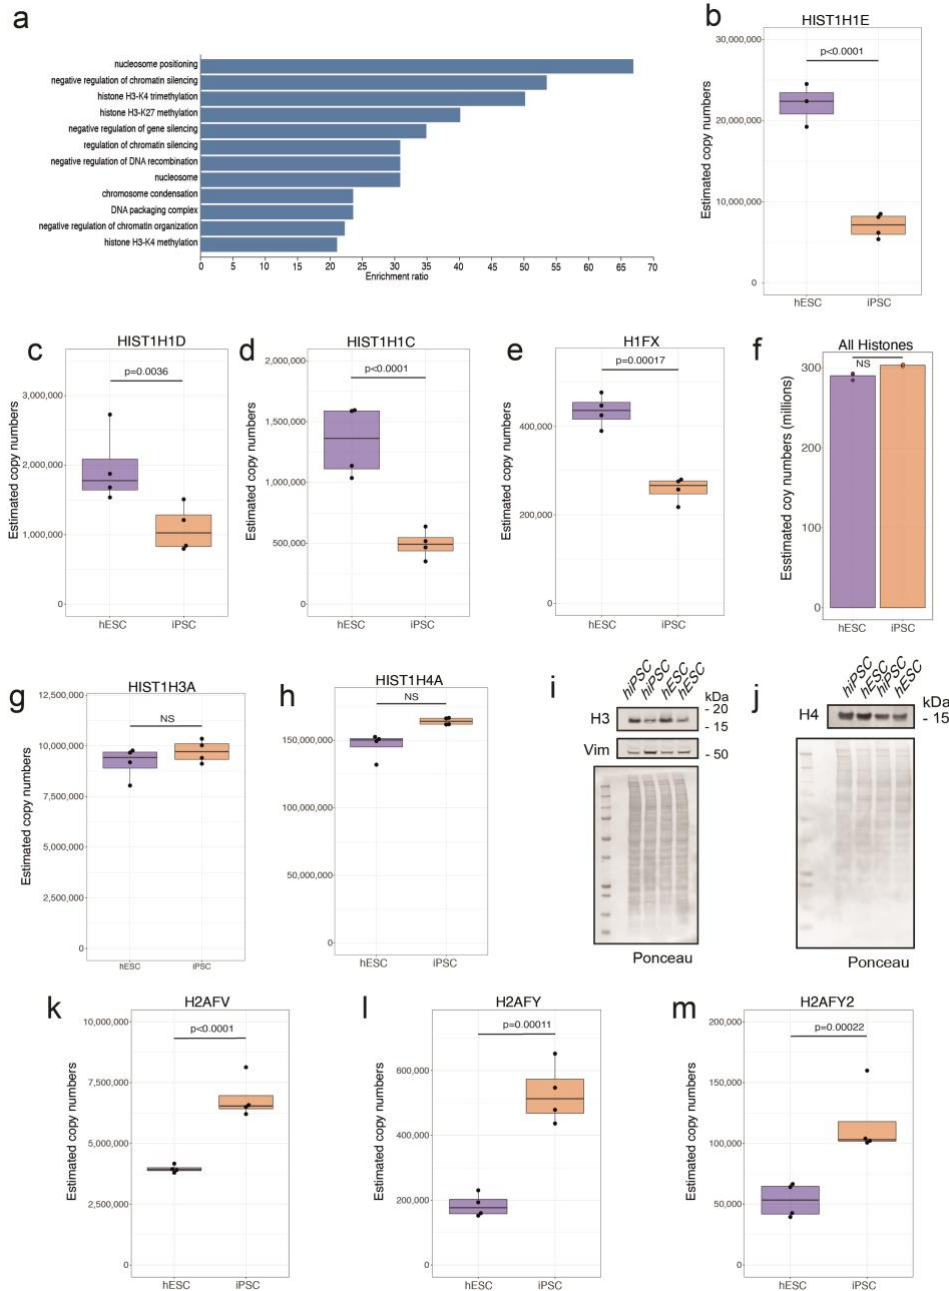 a
nucleosome positioning
negative regulation of chromatin silencing
histone H3-K4 trimethylation
histone H3-K27 methylation
negative regulation of gene silencing
regulation of chromatin silencing
negative regulation of DNA recombination
nucleosome
chromosome condensation
DNA packaging complex
negative regulation of chromatin organization
histone H3-K4 methylation
0 5 10 15 20 25 30 35 40 45 50 55 60 65 70
Enrichment ratio
b
HIST1H1E
p<0.0001
Estimated copy numbers
30,000,000
20,000,000
10,000,000
0
hESC iPSC
c
HIST1H1D
p=0.0036
Estimated copy numbers
3,000,000
2,000,000
1,000,000
0
hESC iPSC
d
HIST1H1C
p<0.0001
Estimated copy numbers
2,000,000
1,500,000
1,000,000
500,000
0
hESC iPSC
e
H1FX
p=0.00017
Estimated copy numbers
400,000
200,000
0
hESC iPSC
f
All Histones
NS
Esstimated coy numbers (millions)
300
200
100
0
hESC iPSC
g
HIST1H3A
NS
Estimated copy numbers
12,500,000
10,000,000
7,500,000
5,000,000
2,500,000
0
hESC iPSC
h
HIST1H4A
NS
150,000,000
100,000,000
50,000,000
0
hESC iPSC
i
hiPSC hiPSC hESC hESC
kDa
- 20
H3 - 15
Vim - 50
Ponceau
j
hiPSC hESC hiPSC hESC
kDa
H4 - 15
Ponceau
k
H2AFV
p<0.0001
Estimated copy numbers
10,000,000
7,500,000
5,000,000
2,500,000
0
hESC iPSC
l
H2AFY
p=0.00011
Estimated copy numbers
600,000
400,000
200,000
0
hESC iPSC
m
H2AFY2
p=0.00022
Estimated copy numbers
200,000
150,000
100,000
50,000
0
hESC iPSC